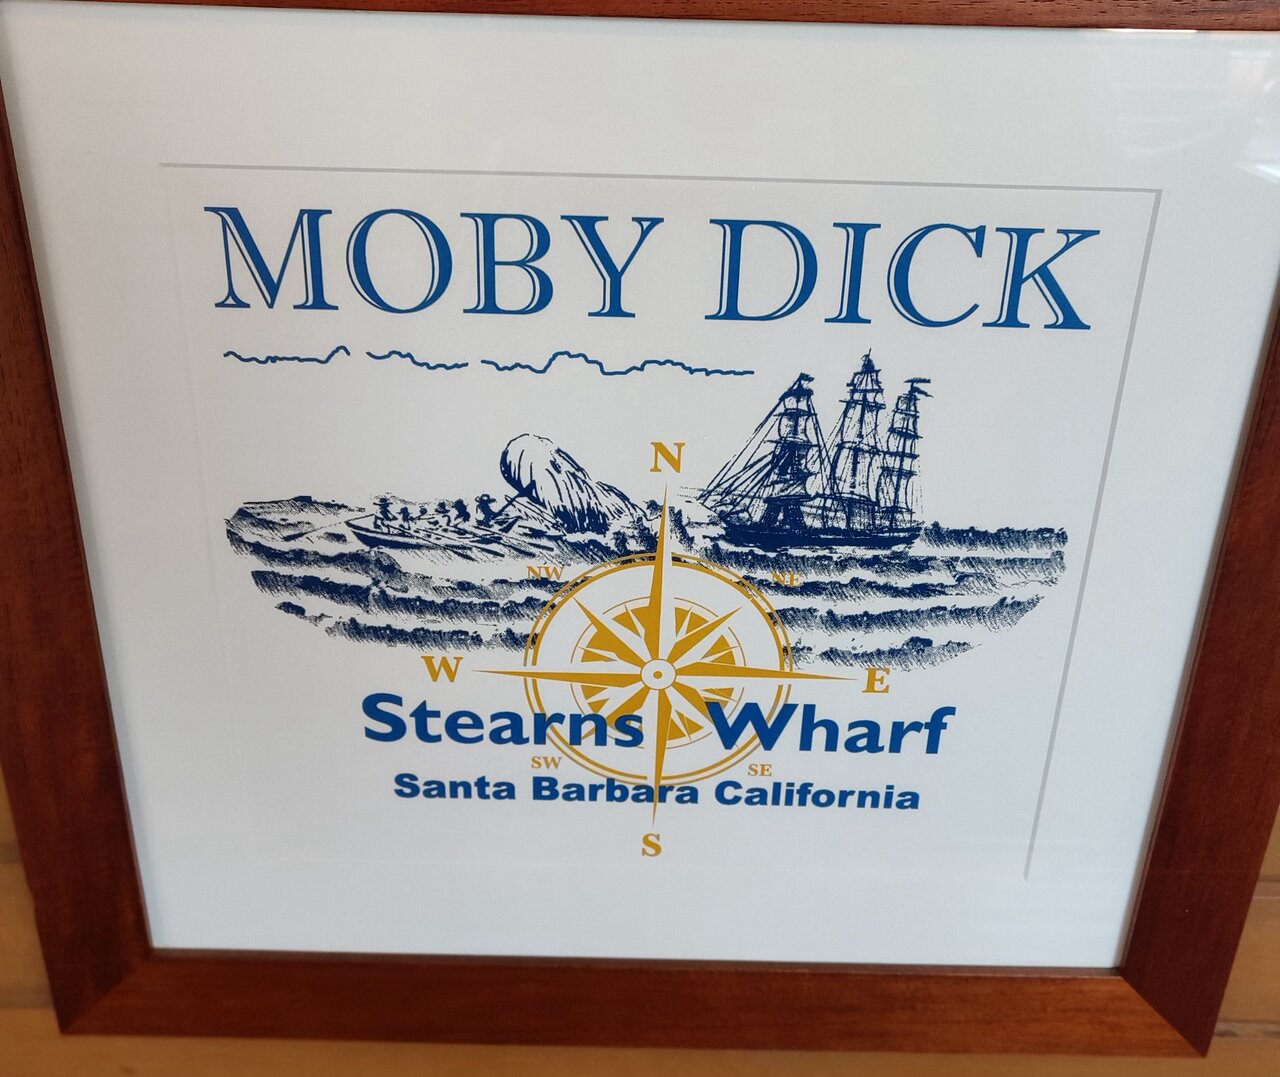 MOBY DICK
N
NW NE
W E
Stearns Wharf
SW SE
Santa Barbara California
S